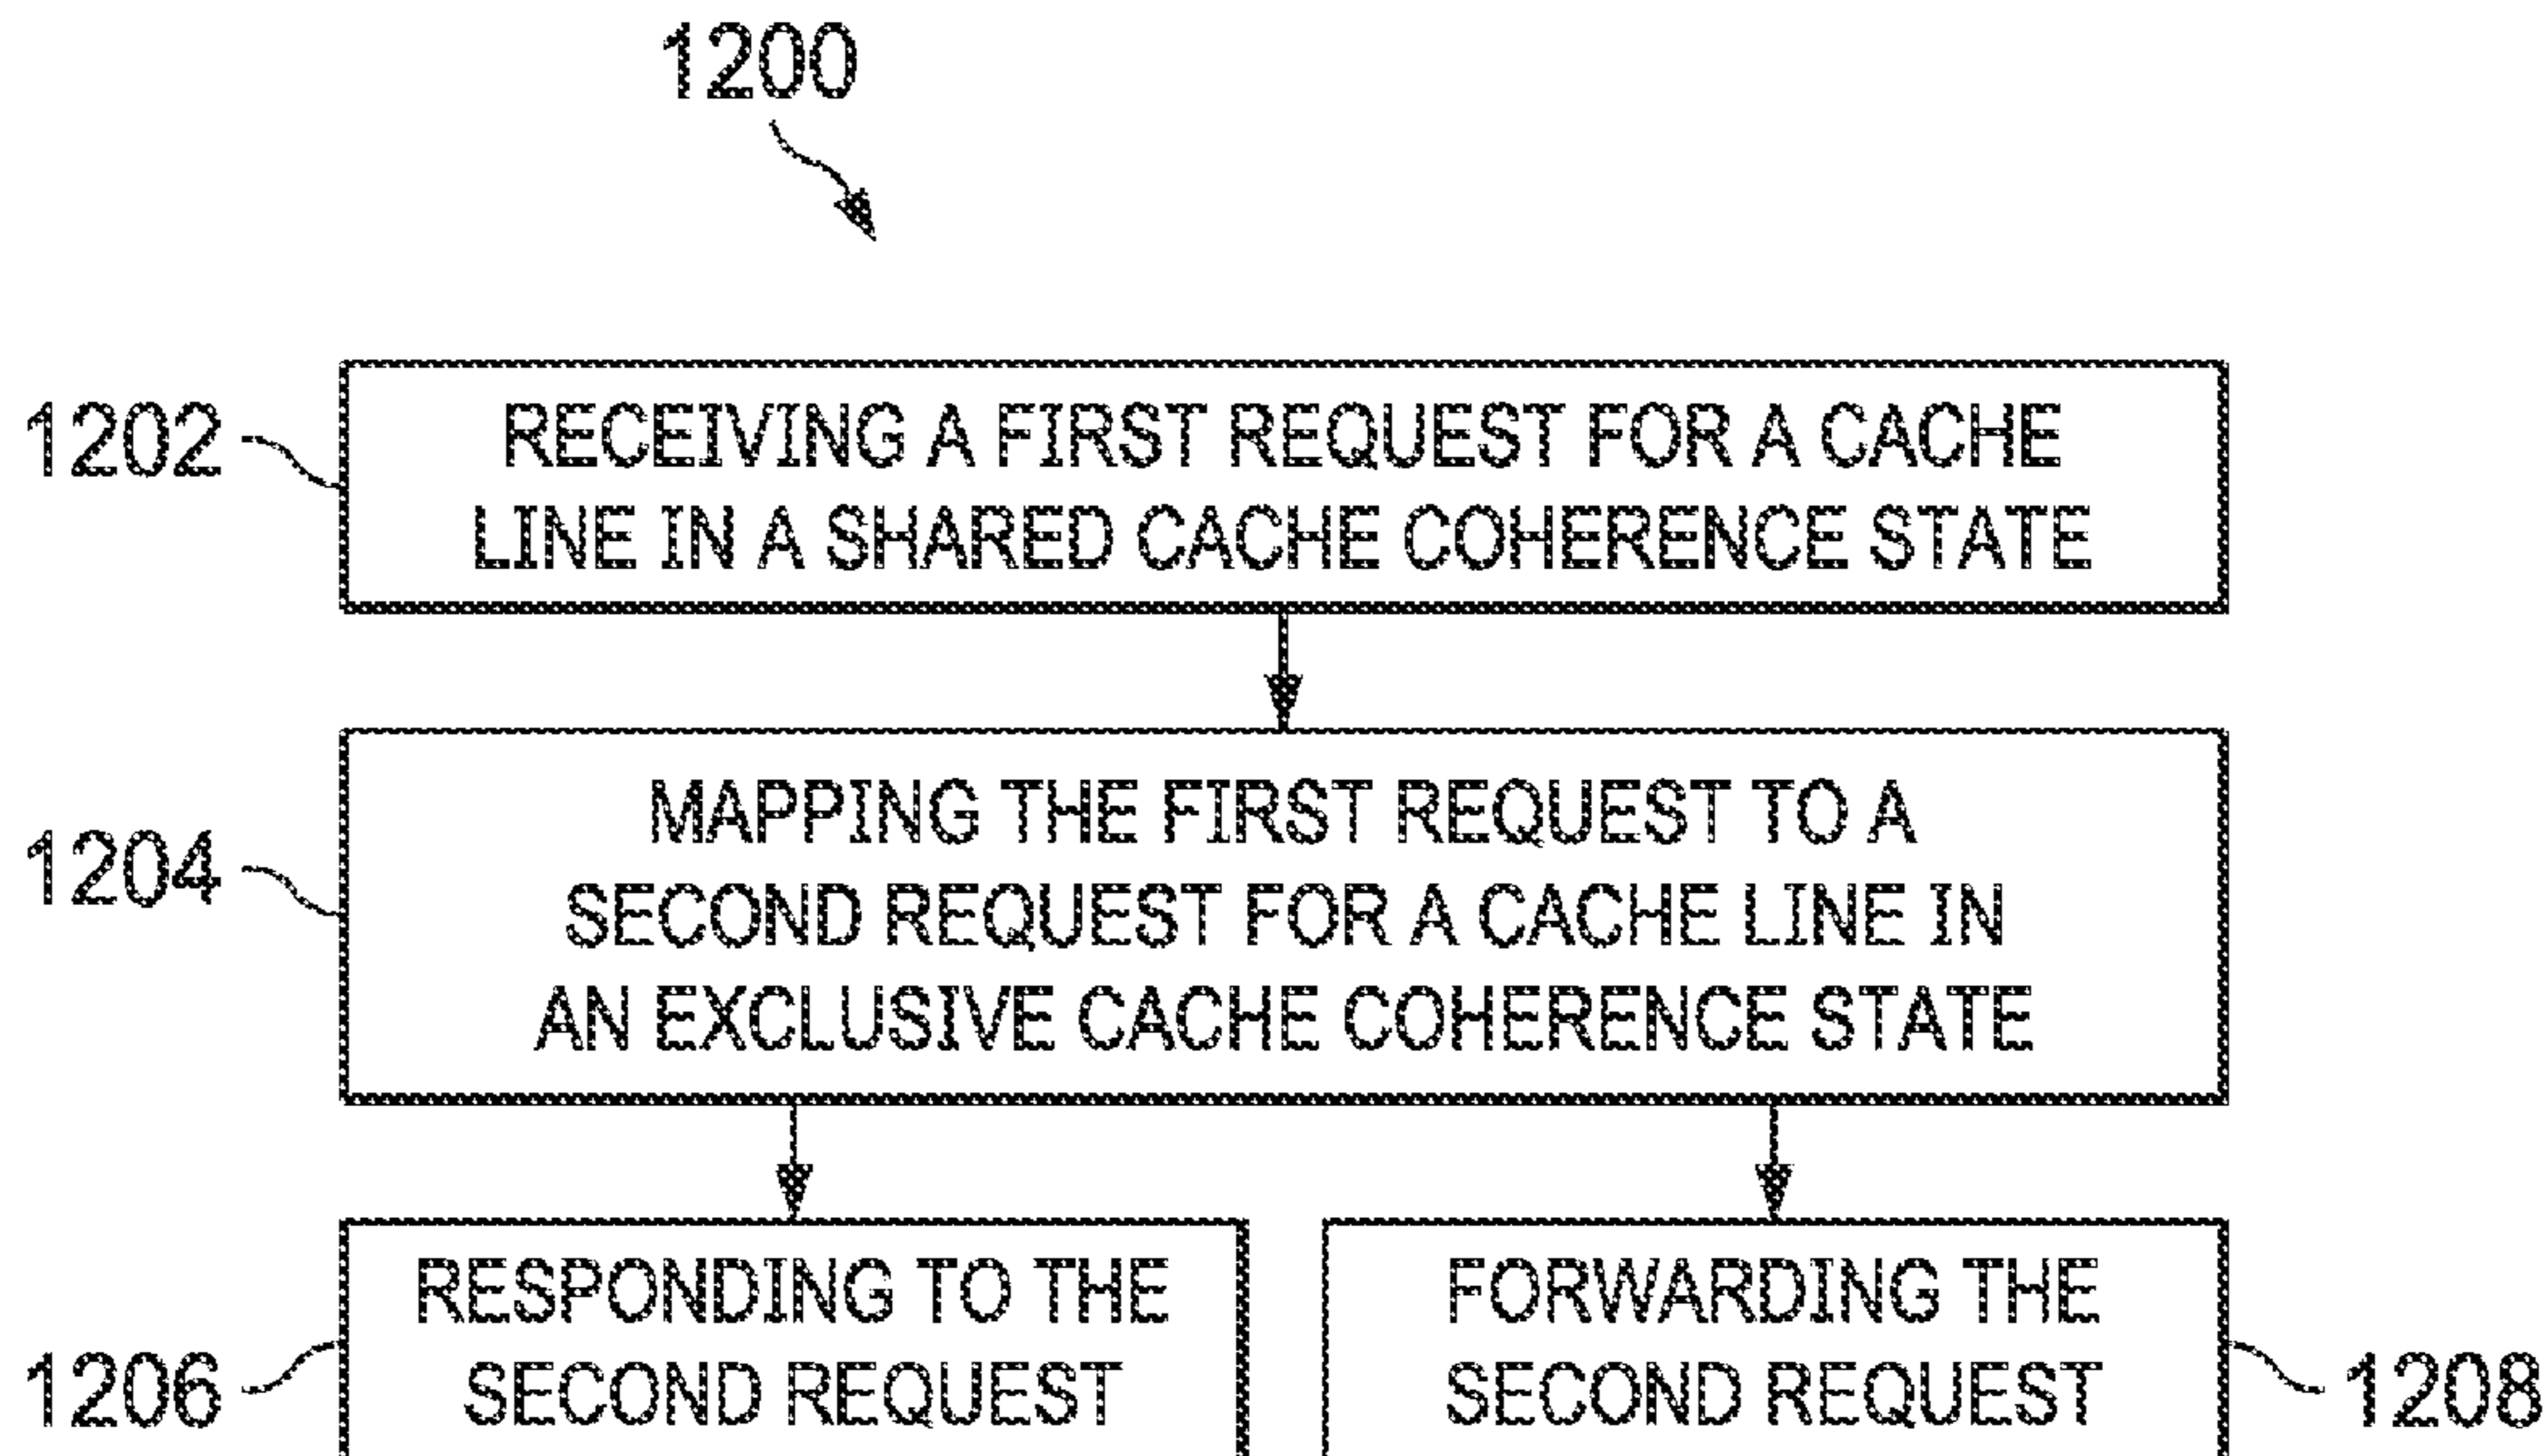 1200
1202
RECEIVING A FIRST REQUEST FOR A CACHE
LINE IN A SHARED CACHE COHERENCE STATE
1204
MAPPING THE FIRST REQUEST TO A
SECOND REQUEST FOR A CACHE LINE IN
AN EXCLUSIVE CACHE COHERENCE STATE
1206
RESPONDING TO THE
SECOND REQUEST
FORWARDING THE
SECOND REQUEST
1208